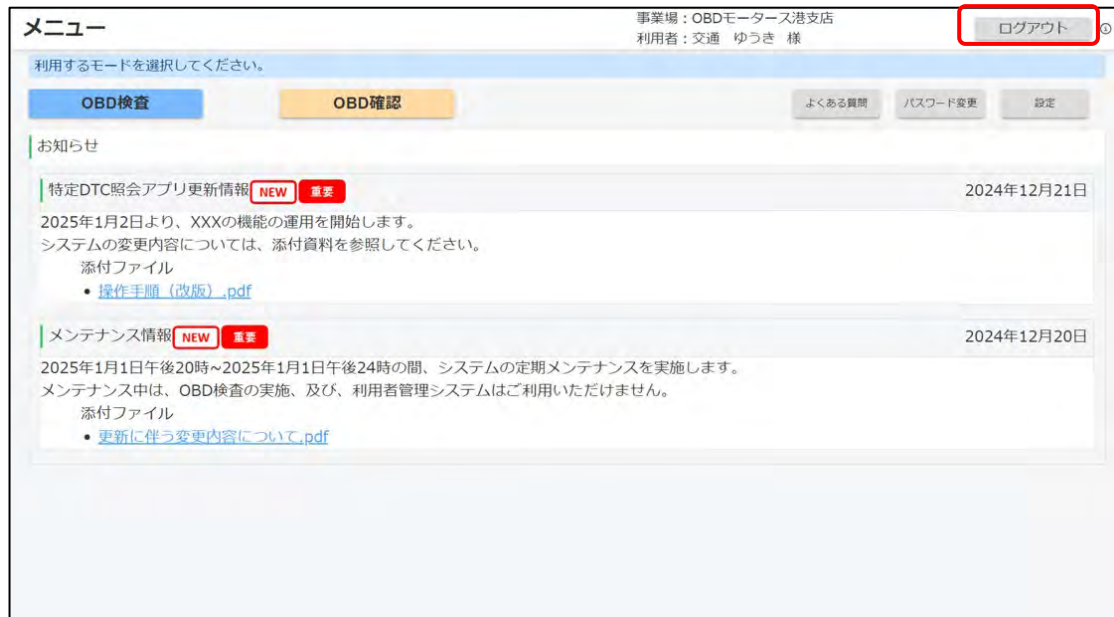 メニュー
事業場：OBDモータース港支店
利用者：交通　ゆうき　様
ログアウト
利用するモードを選択してください。
OBD検査
OBD確認
よくある質問
パスワード変更
設定
お知らせ
特定DTC照会アプリ更新情報 NEW 重要 2024年12月21日
2025年1月2日より、XXXの機能の運用を開始します。
システムの変更内容については、添付資料を参照してください。
添付ファイル
• 操作手順（改版）.pdf
メンテナンス情報 NEW 重要 2024年12月20日
2025年1月1日午後20時~2025年1月1日午後24時の間、システムの定期メンテナンスを実施します。
メンテナンス中は、OBD検査の実施、及び、利用者管理システムはご利用いただけません。
添付ファイル
• 更新に伴う変更内容について.pdf